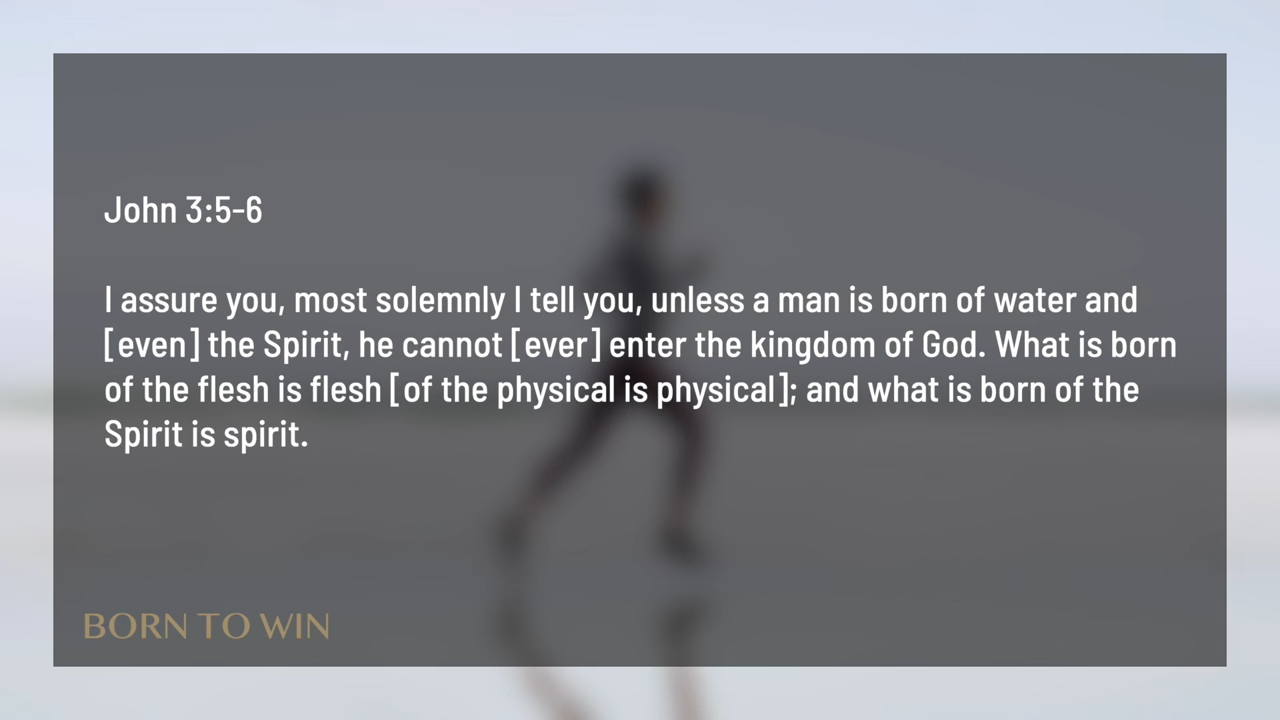 John 3:5-6
I assure you, most solemnly I tell you, unless a man is born of water and
[even] the Spirit, he cannot [ever] enter the kingdom of God. What is born
of the flesh is flesh [of the physical is physical]; and what is born of the
Spirit is spirit.
BORN TO WIN